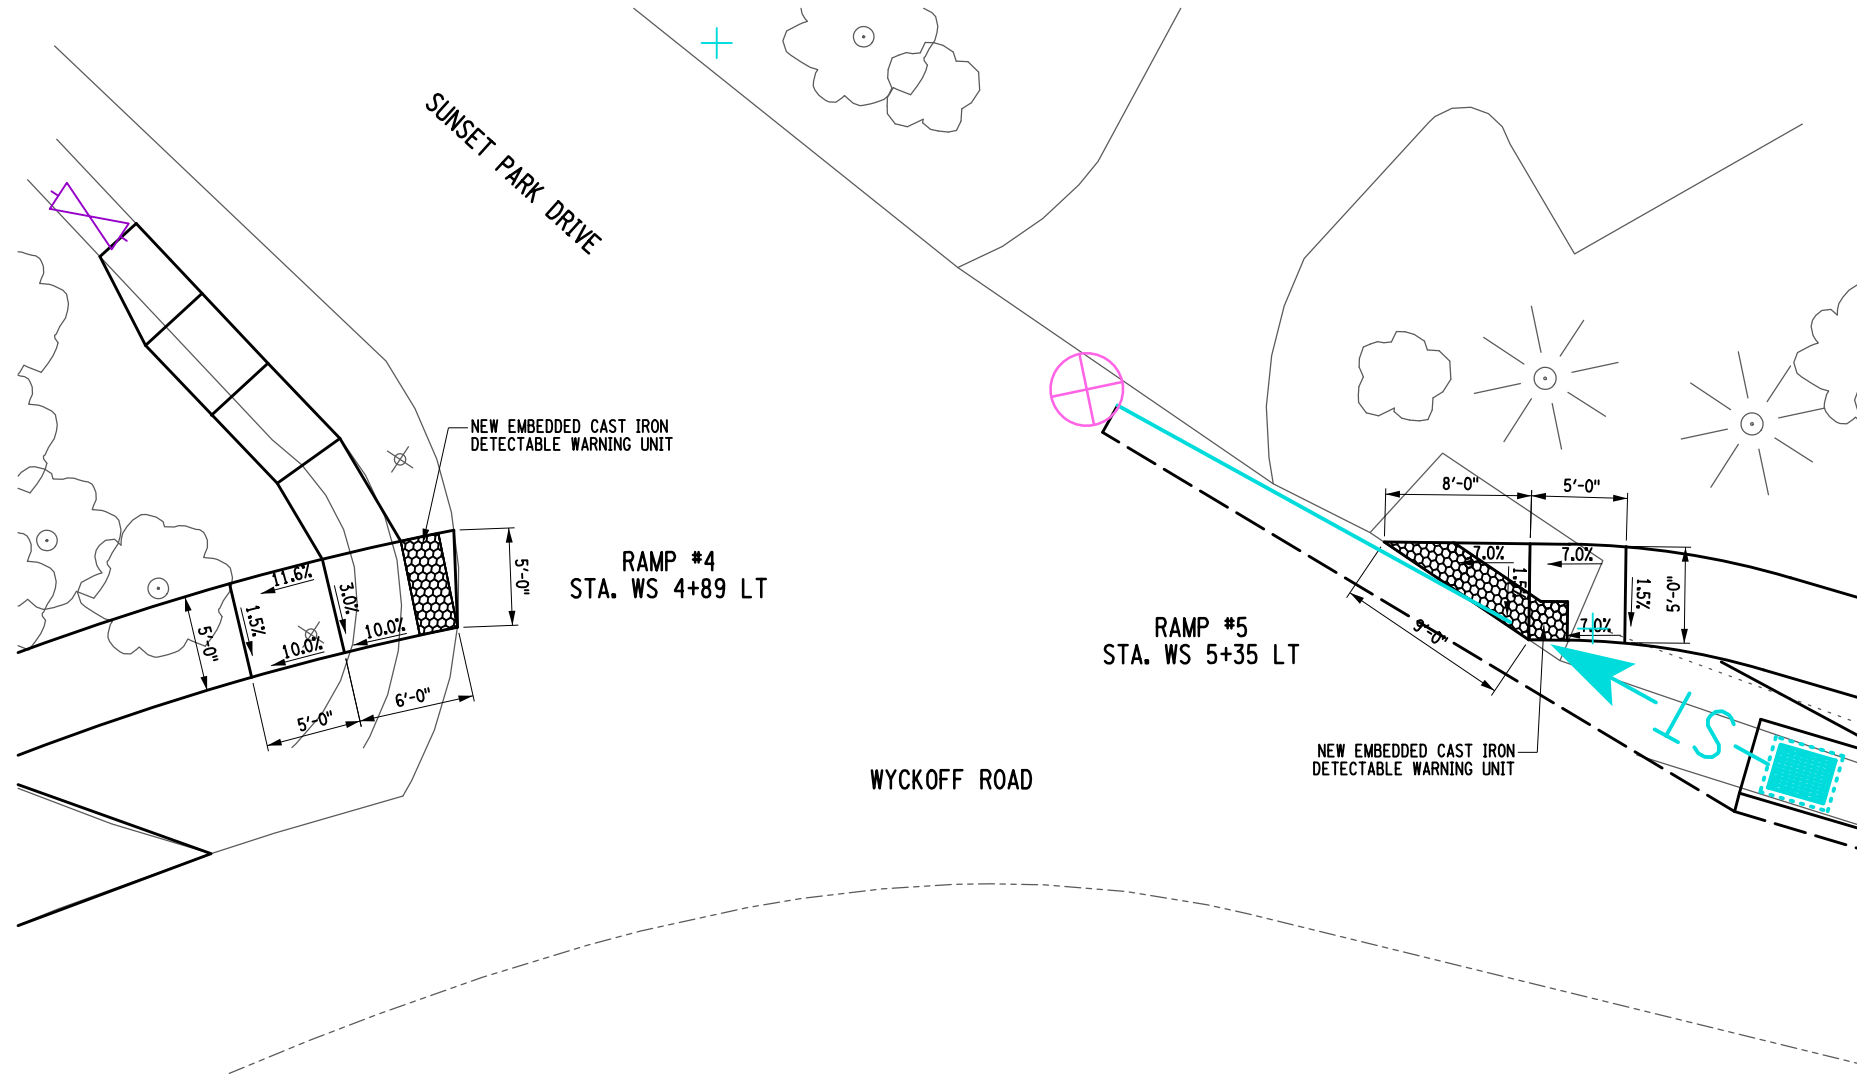 SUNSET PARK DRIVE
NEW EMBEDDED CAST IRON
DETECTABLE WARNING UNIT
RAMP #4
STA. WS 4+89 LT
5'-0"
11.6%
3.0%
1.5%
10.0%
10.0%
5'-0"
5'-0"
6'-0"
8'-0"
5'-0"
7.0%
7.0%
1.5%
1.5%
5'-0"
7.0%
9'-0"
RAMP #5
STA. WS 5+35 LT
NEW EMBEDDED CAST IRON
DETECTABLE WARNING UNIT
WYCKOFF ROAD
ST